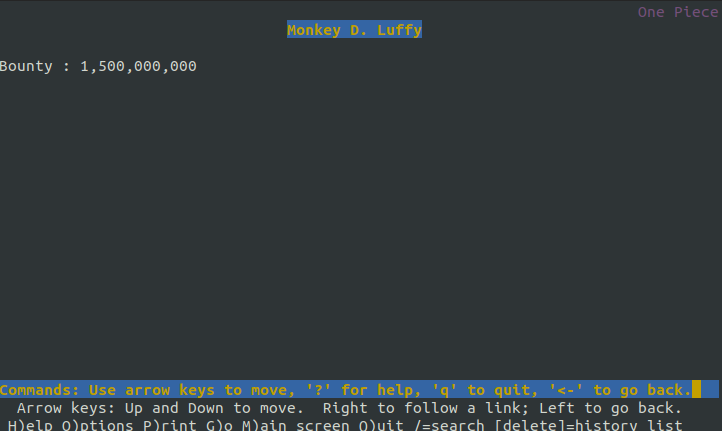 One Piece
Monkey D. Luffy
Bounty : 1,500,000,000
Commands: Use arrow keys to move, '?' for help, 'q' to quit, '<-' to go back.
Arrow keys: Up and Down to move.  Right to follow a link; Left to go back.
H)elp O)ptions P)rint G)o M)ain screen Q)uit /=search [delete]=history list